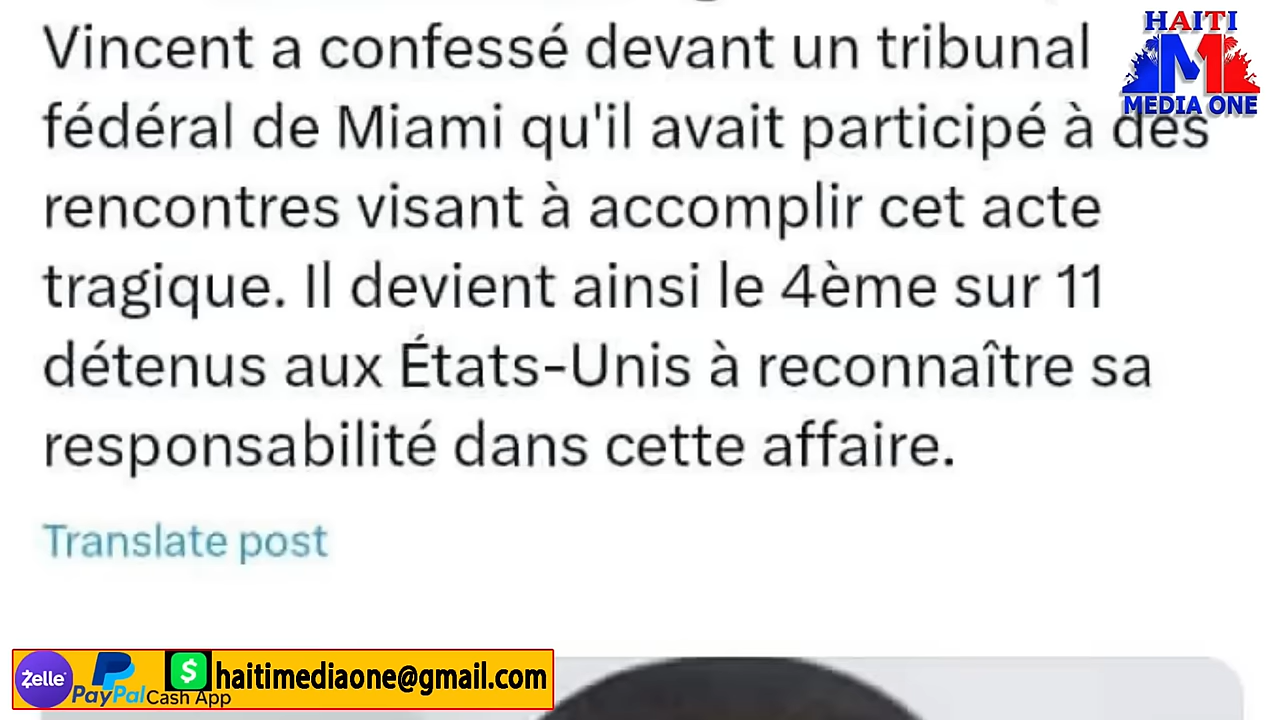 Vincent a confessé devant un tribunal
fédéral de Miami qu'il avait participé à des
rencontres visant à accomplir cet acte
tragique. Il devient ainsi le 4ème sur 11
détenus aux États-Unis à reconnaître sa
responsabilité dans cette affaire.
Translate post
HAITI
M
MEDIA ONE
Zelle
PayPal
$
Cash App
haitimediaone@gmail.com